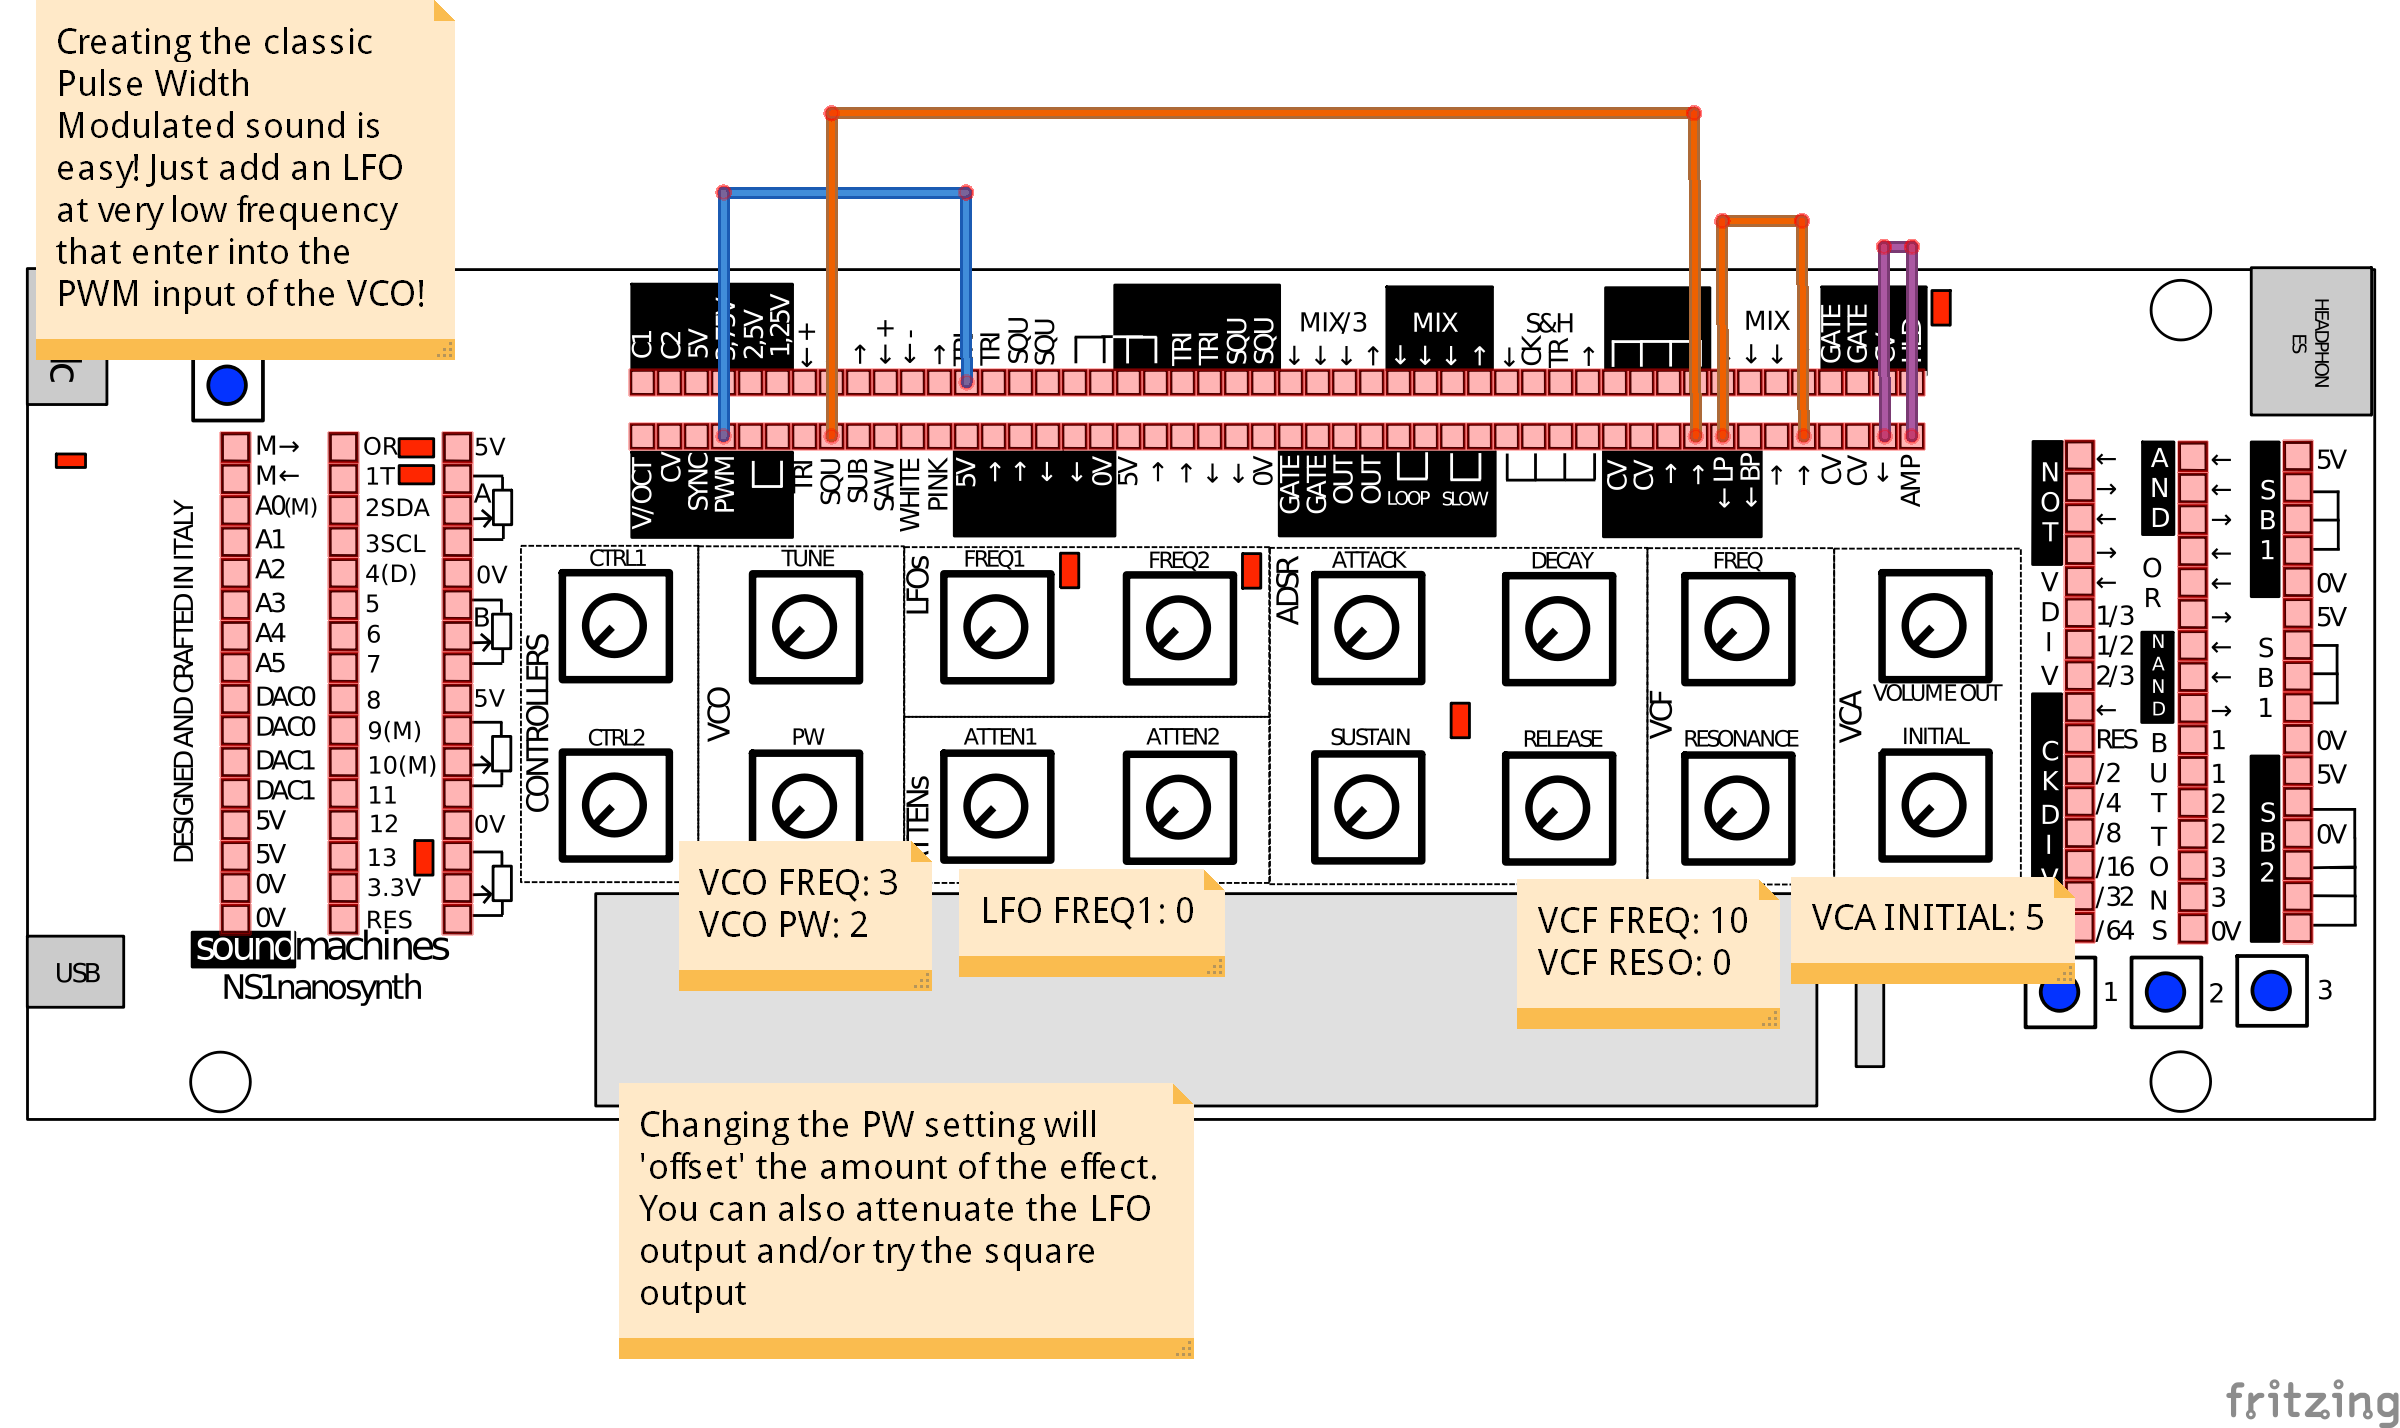 Creating the classic
Pulse Width
Modulated sound is
easy! Just add an LFO
at very low frequency
that enter into the
PWM input of the VCO!
C1
C2
5V
2,5V
1,25V
↓ +
↑
↓ +
↓ -
↑
TRI
TRI
SQU
SQU
TRI
TRI
SQU
SQU
MIX/3
↓ ↓ ↓ ↑
MIX
↓ ↓ ↓ ↑
S&H
↓
CK
TR
↑
MIX
↓ ↓
GATE
GATE
HEADPHON
ES
V/OCT
CV
SYNC
PWM
TRI
SQU
SUB
SAW
WHITE
PINK
5V
↑
↑
↓
↓
0V
5V
↑
↑
↓
↓
0V
GATE
GATE
OUT
OUT
LOOP
SLOW
CV
CV
↑
↑
←LP
←BP
↑
↑
CV
CV
↓
AMP
DESIGNED AND CRAFTED IN ITALY
M→
M←
A0(M)
A1
A2
A3
A4
A5
DAC0
DAC0
DAC1
DAC1
5V
5V
0V
0V
OR
1T
2SDA
3SCL
4(D)
5
6
7
8
9(M)
10(M)
11
12
13
3.3V
RES
5V
A
0V
B
5V
0V
soundmachines
NS1nanosynth
USB
CONTROLLERS
CTRL1
CTRL2
VCO
TUNE
PW
LFOs
FREQ1
FREQ2
ATTEN1
ATTEN2
ADSR
ATTACK
DECAY
SUSTAIN
RELEASE
VCF
FREQ
RESONANCE
VCA
VOLUME OUT
INITIAL
NOT
←
→
←
→
VDIV
←
1/3
1/2
2/3
CKDIV
←
RES
/2
/4
/8
/16
/32
/64
AND
←
←
→
OR
←
←
→
NAND
←
←
→
BUTTONS
1
1
2
2
3
3
0V
SB1
5V
0V
SB1
5V
0V
SB2
5V
0V
1
2
3
VCO FREQ: 3
VCO PW: 2
LFO FREQ1: 0
VCF FREQ: 10
VCF RESO: 0
VCA INITIAL: 5
Changing the PW setting will
'offset' the amount of the effect.
You can also attenuate the LFO
output and/or try the square
output
fritzing